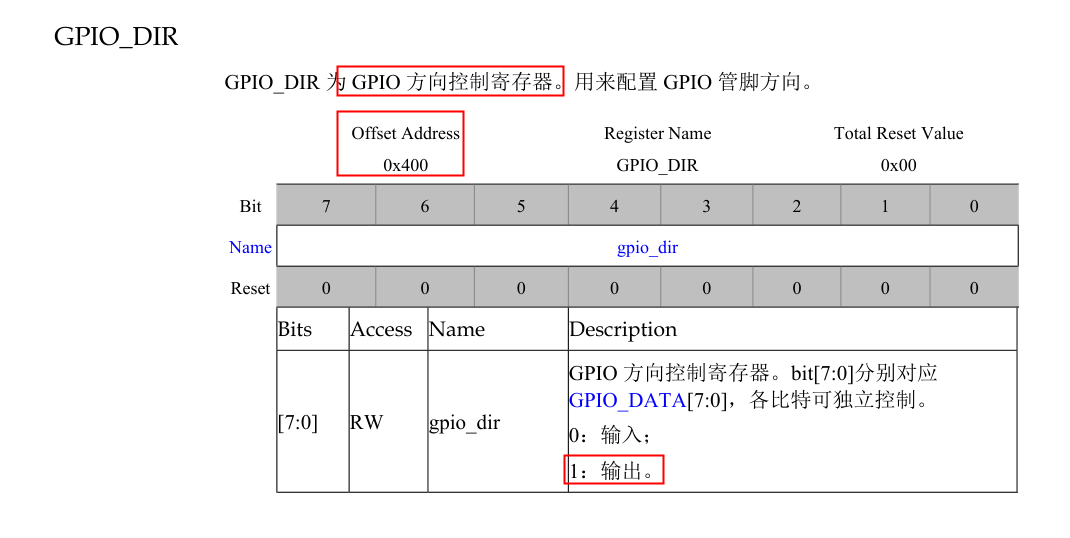 GPIO_DIR
GPIO_DIR 为 GPIO 方向控制寄存器。用来配置 GPIO 管脚方向。
Offset Address Register Name Total Reset Value
0x400 GPIO_DIR 0x00
Bit 7 6 5 4 3 2 1 0
Name gpio_dir
Reset 0 0 0 0 0 0 0 0
Bits Access Name Description
GPIO 方向控制寄存器。bit[7:0]分别对应
GPIO_DATA[7:0]，各比特可独立控制。
[7:0] RW gpio_dir
0：输入；
1：输出。